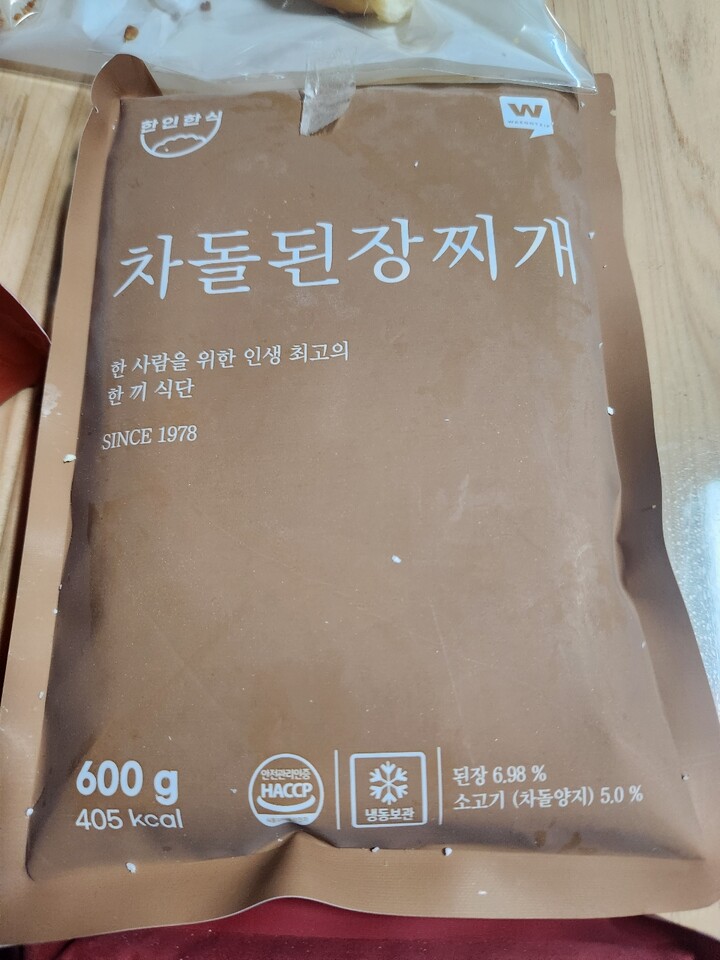 한인한식
W
차돌된장찌개
한 사람을 위한 인생 최고의
한 끼 식단
SINCE 1978
600 g
405 kcal
안전관리인증
HACCP
냉동보관
된장 6.98 %
소고기 (차돌양지) 5.0 %